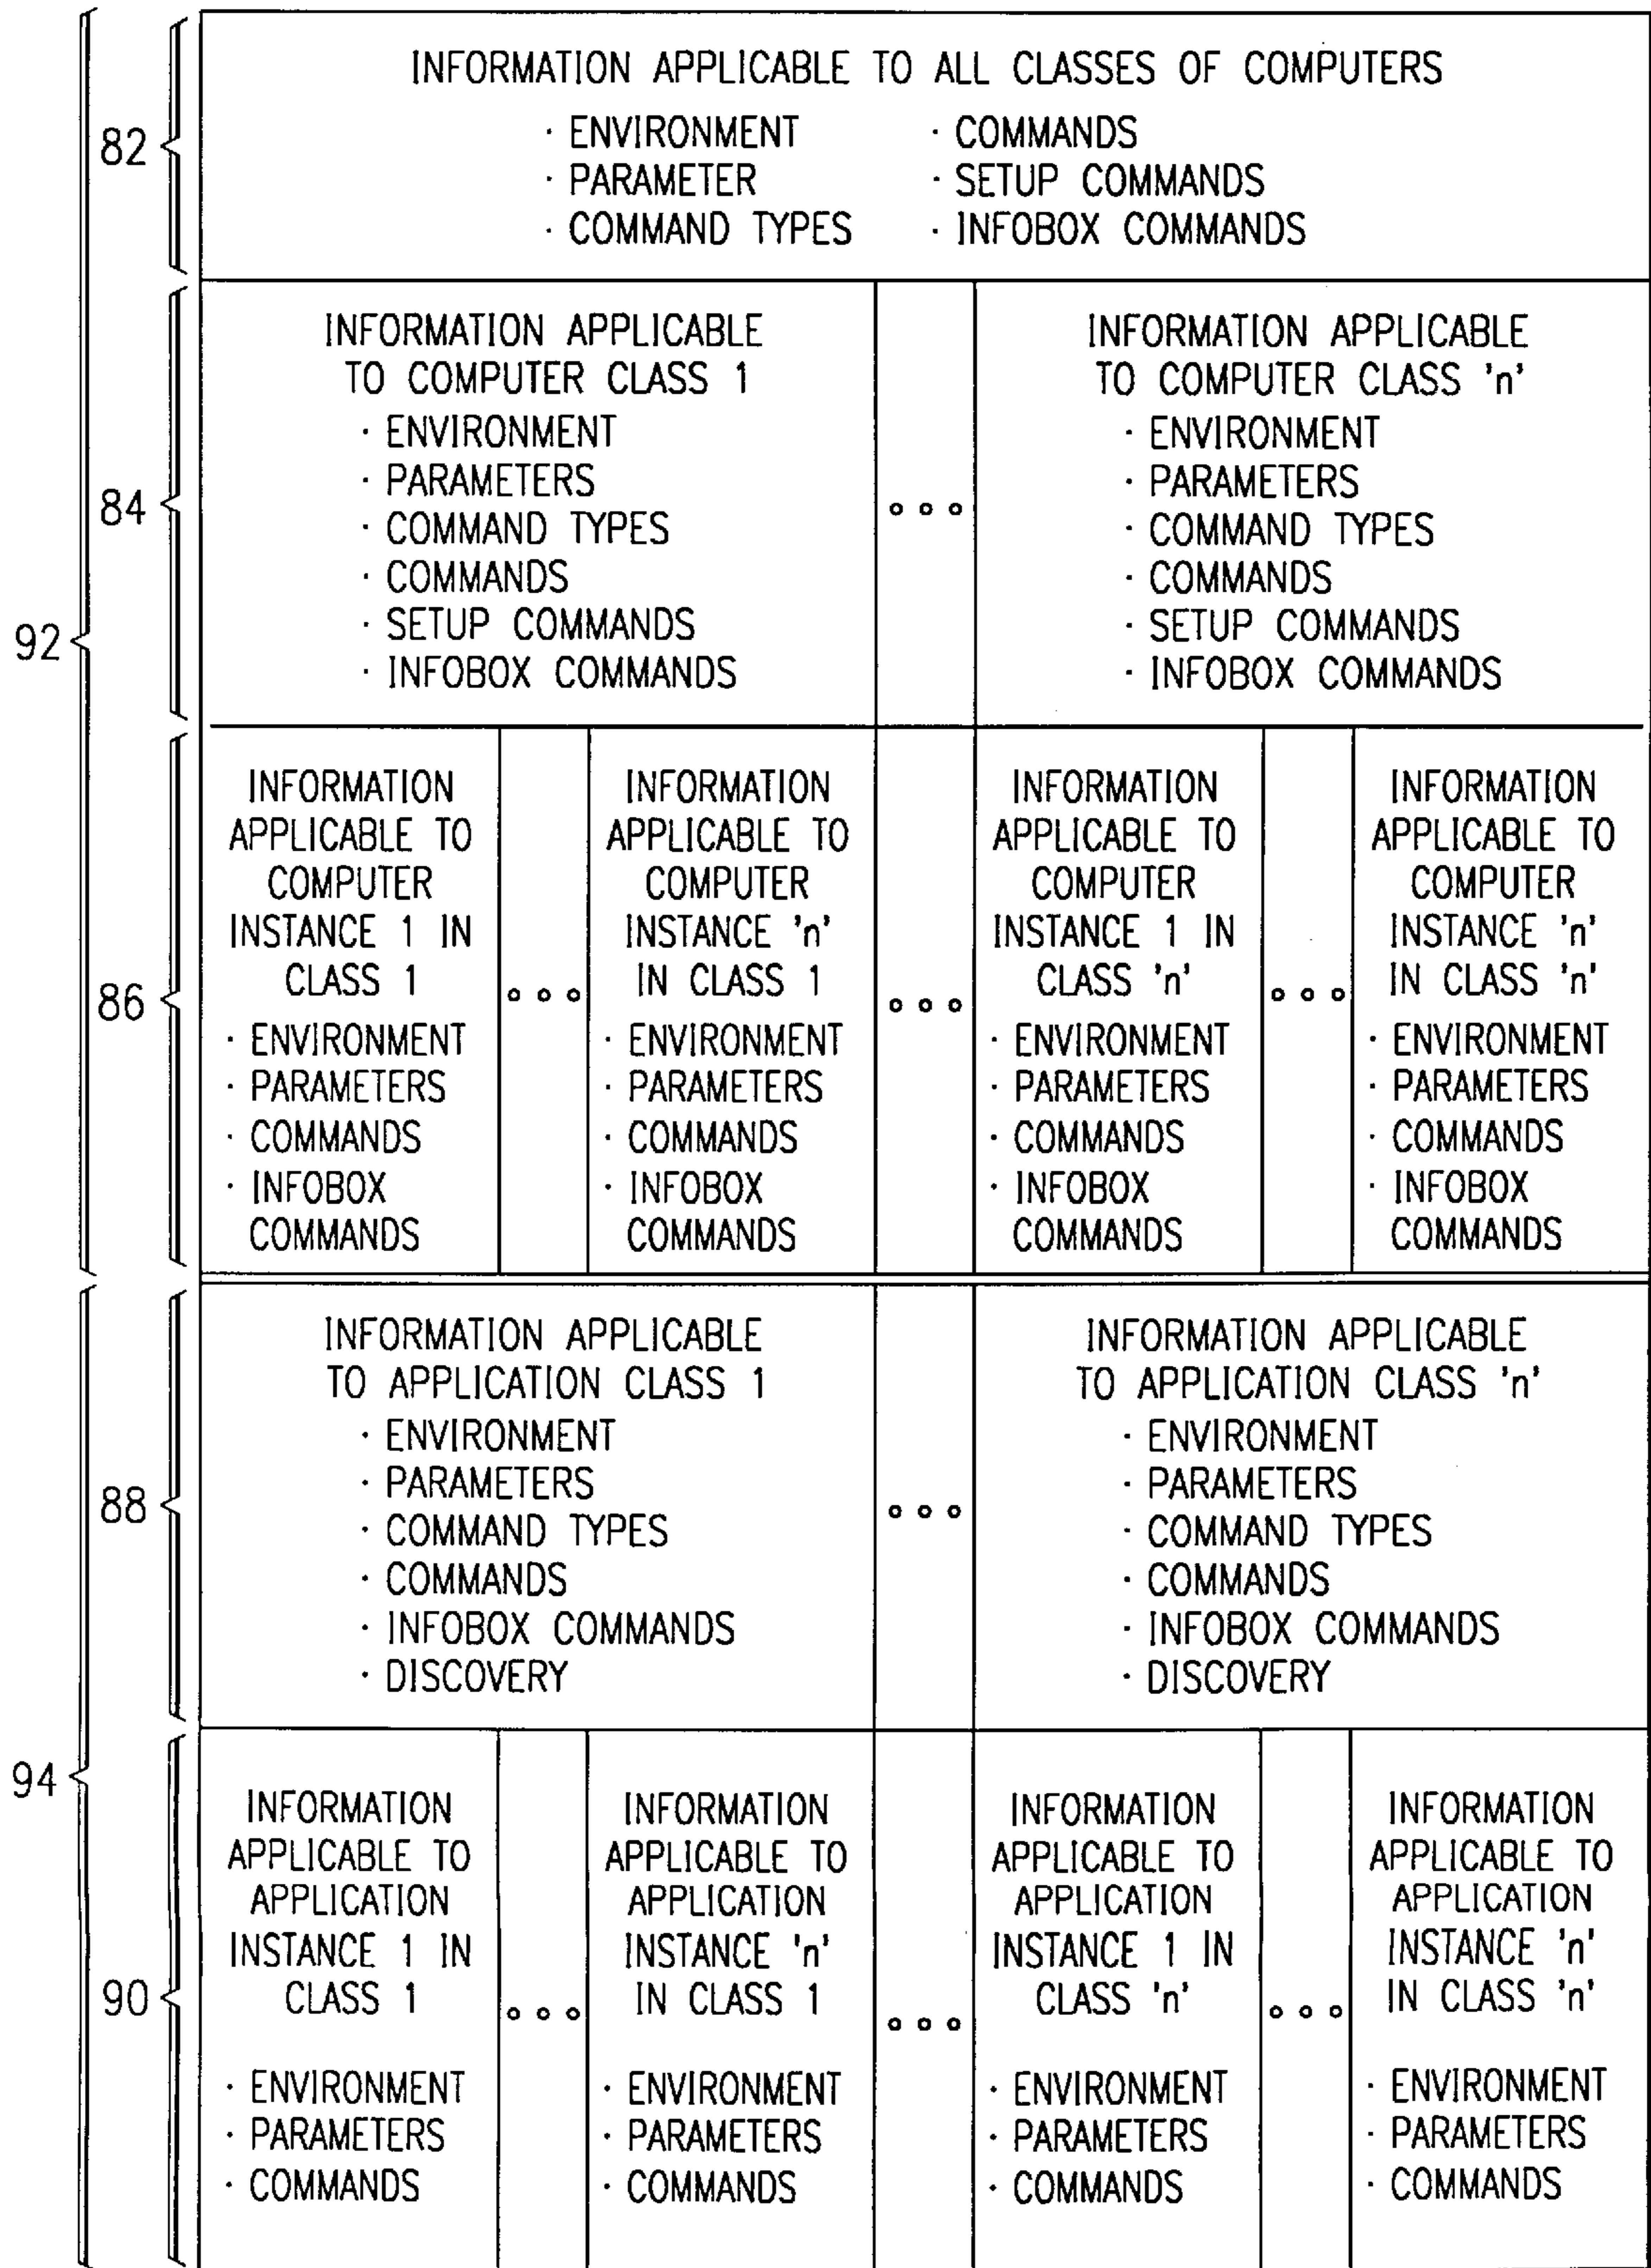 INFORMATION APPLICABLE TO ALL CLASSES OF COMPUTERS
· ENVIRONMENT · COMMANDS
82
· PARAMETER · SETUP COMMANDS
· COMMAND TYPES · INFOBOX COMMANDS
INFORMATION APPLICABLE
TO COMPUTER CLASS 1
· ENVIRONMENT
· PARAMETERS
· COMMAND TYPES
· COMMANDS
· SETUP COMMANDS
· INFOBOX COMMANDS
INFORMATION APPLICABLE
TO COMPUTER CLASS 'n'
· ENVIRONMENT
· PARAMETERS
· COMMAND TYPES
· COMMANDS
· SETUP COMMANDS
· INFOBOX COMMANDS
84
92
INFORMATION
APPLICABLE TO
COMPUTER
INSTANCE 1 IN
CLASS 1
· ENVIRONMENT
· PARAMETERS
· COMMANDS
· INFOBOX
COMMANDS
INFORMATION
APPLICABLE TO
COMPUTER
INSTANCE 'n'
IN CLASS 1
· ENVIRONMENT
· PARAMETERS
· COMMANDS
· INFOBOX
COMMANDS
INFORMATION
APPLICABLE TO
COMPUTER
INSTANCE 1 IN
CLASS 'n'
· ENVIRONMENT
· PARAMETERS
· COMMANDS
· INFOBOX
COMMANDS
INFORMATION
APPLICABLE TO
COMPUTER
INSTANCE 'n'
IN CLASS 'n'
· ENVIRONMENT
· PARAMETERS
· COMMANDS
· INFOBOX
COMMANDS
86
INFORMATION APPLICABLE
TO APPLICATION CLASS 1
· ENVIRONMENT
· PARAMETERS
· COMMAND TYPES
· COMMANDS
· INFOBOX COMMANDS
· DISCOVERY
INFORMATION APPLICABLE
TO APPLICATION CLASS 'n'
· ENVIRONMENT
· PARAMETERS
· COMMAND TYPES
· COMMANDS
· INFOBOX COMMANDS
· DISCOVERY
88
94
INFORMATION
APPLICABLE TO
APPLICATION
INSTANCE 1 IN
CLASS 1
· ENVIRONMENT
· PARAMETERS
· COMMANDS
INFORMATION
APPLICABLE TO
APPLICATION
INSTANCE 'n'
IN CLASS 1
· ENVIRONMENT
· PARAMETERS
· COMMANDS
INFORMATION
APPLICABLE TO
APPLICATION
INSTANCE 1 IN
CLASS 'n'
· ENVIRONMENT
· PARAMETERS
· COMMANDS
INFORMATION
APPLICABLE TO
APPLICATION
INSTANCE 'n'
IN CLASS 'n'
· ENVIRONMENT
· PARAMETERS
· COMMANDS
90